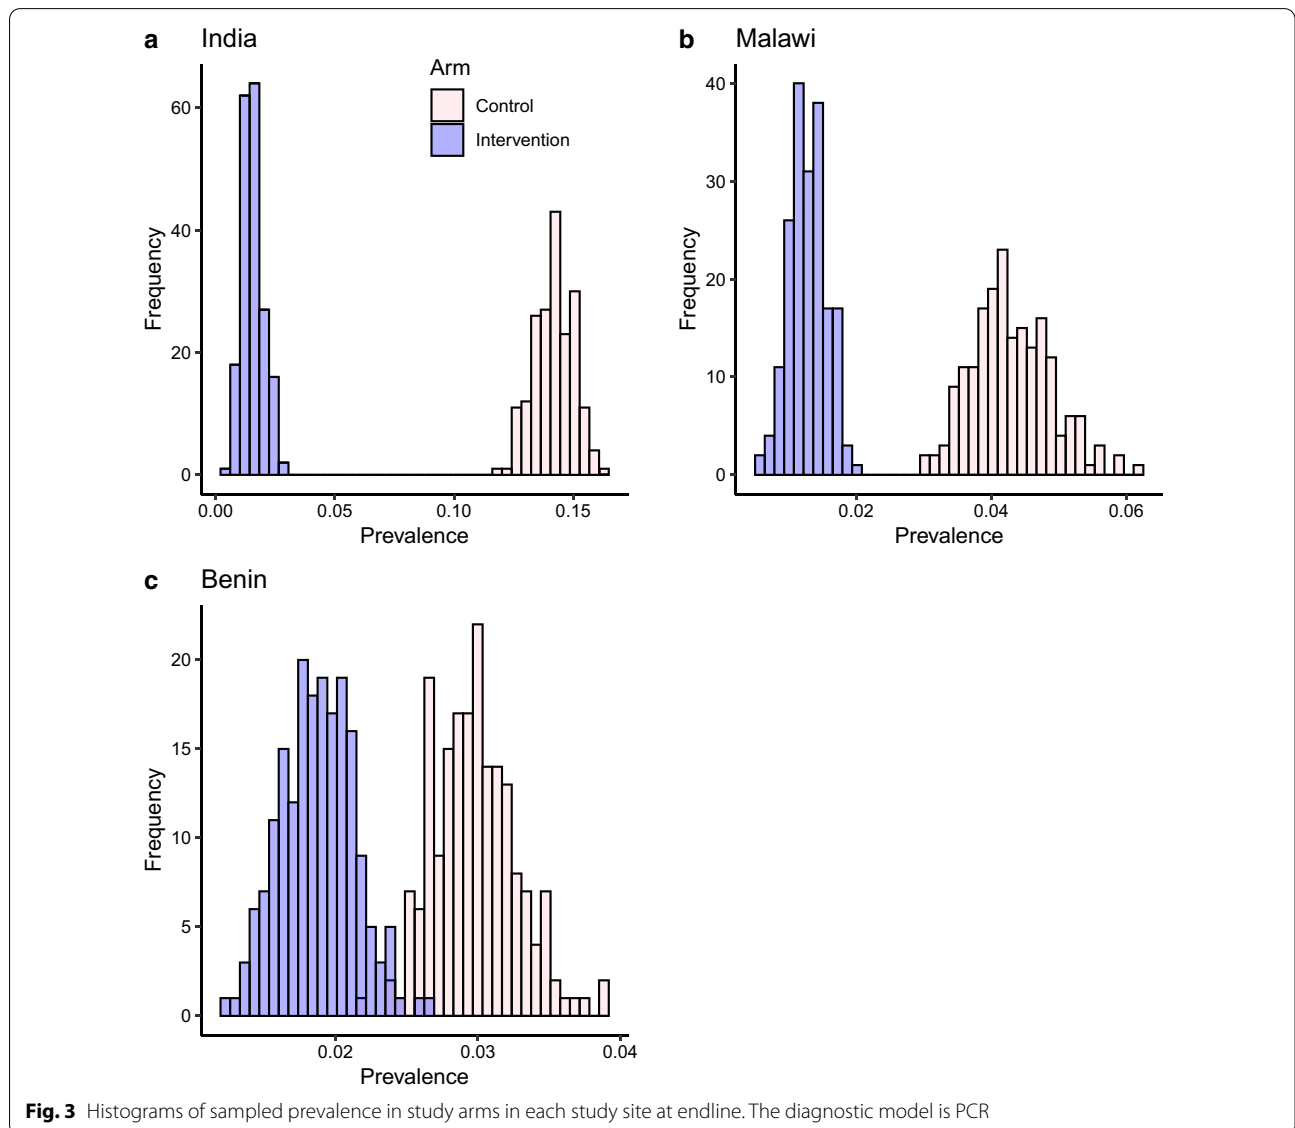 a India
Arm
Control
Intervention
Frequency
60
40
20
0
0.00 0.05 0.10 0.15
Prevalence
b Malawi
Frequency
40
30
20
10
0
0.02 0.04 0.06
Prevalence
c Benin
Frequency
20
15
10
5
0
0.02 0.03 0.04
Prevalence
Fig. 3 Histograms of sampled prevalence in study arms in each study site at endline. The diagnostic model is PCR